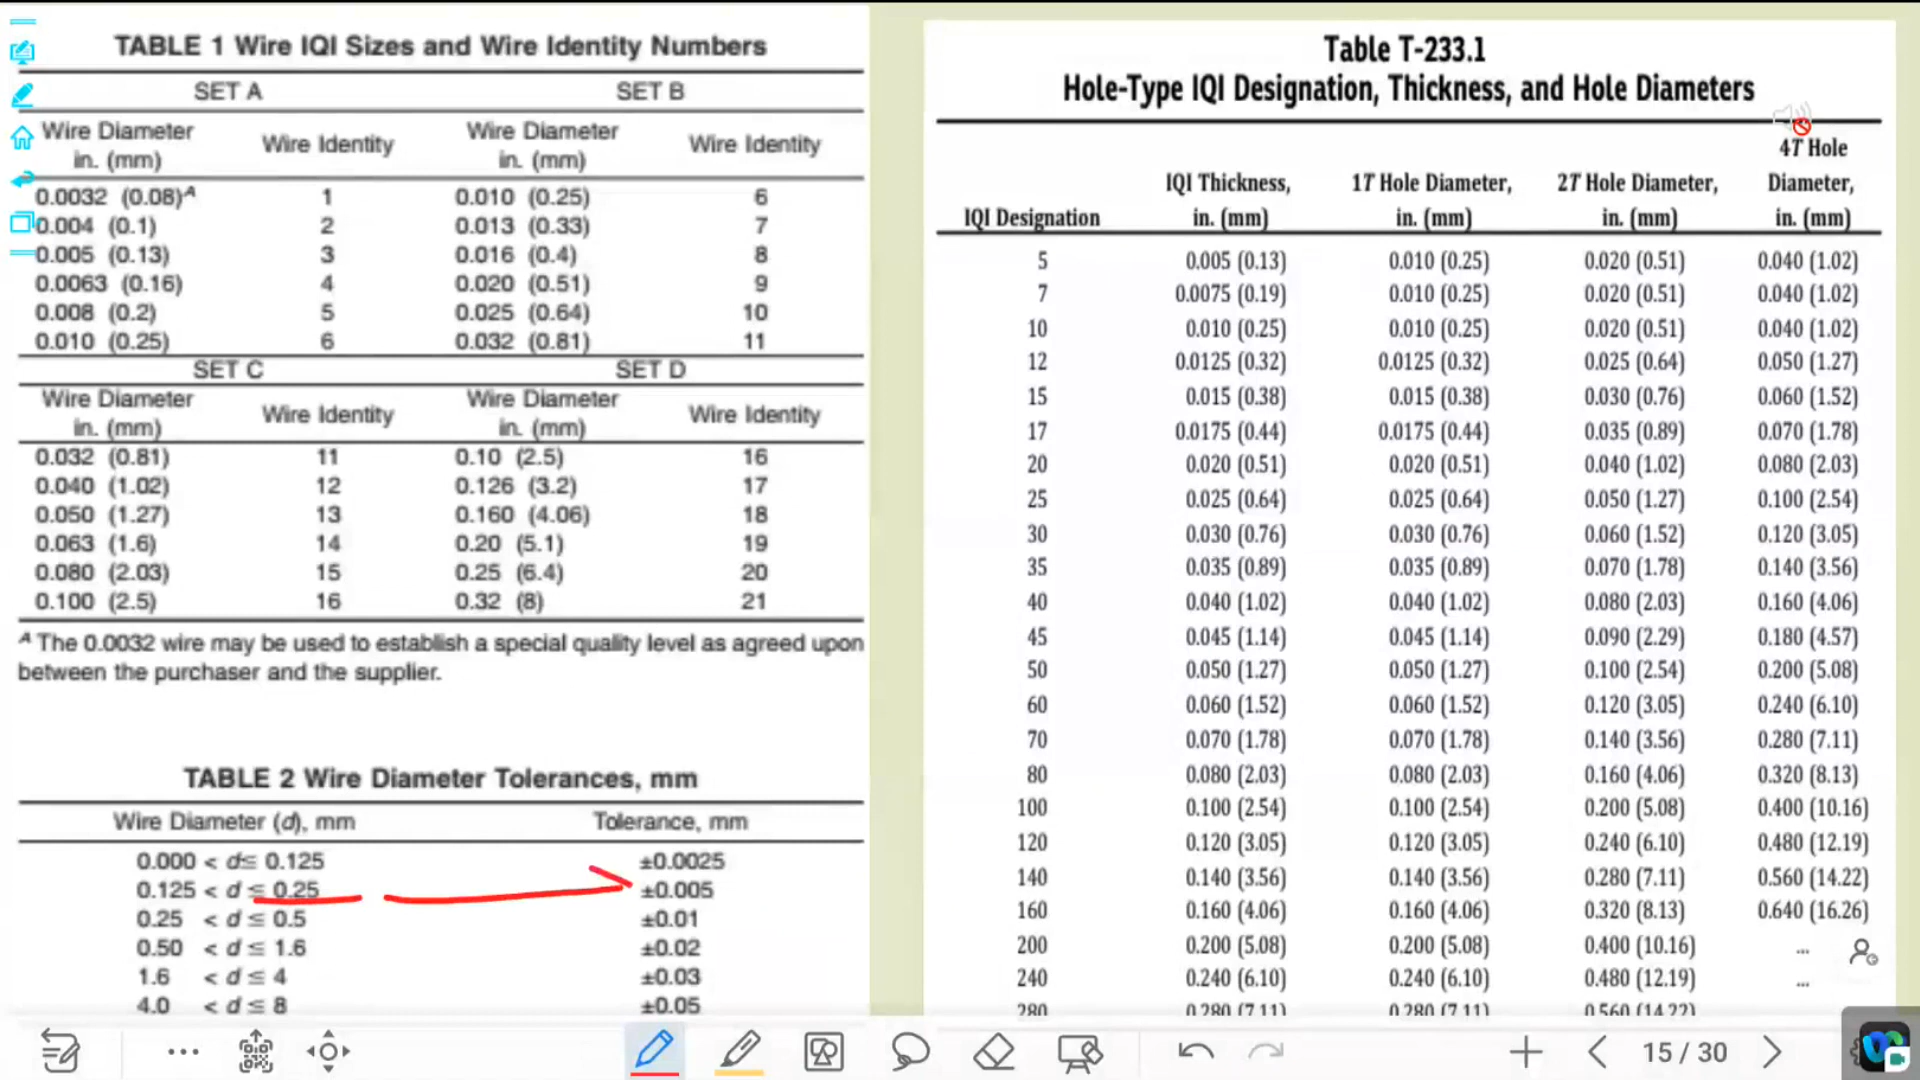 TABLE 1 Wire IQI Sizes and Wire Identity Numbers
SET A SET B
Wire Diameter in. (mm) Wire Identity Wire Diameter in. (mm) Wire Identity
0.0032 (0.08)A 1 0.010 (0.25) 6
0.004 (0.1) 2 0.013 (0.33) 7
0.005 (0.13) 3 0.016 (0.4) 8
0.0063 (0.16) 4 0.020 (0.51) 9
0.008 (0.2) 5 0.025 (0.64) 10
0.010 (0.25) 6 0.032 (0.81) 11
SET C SET D
Wire Diameter in. (mm) Wire Identity Wire Diameter in. (mm) Wire Identity
0.032 (0.81) 11 0.10 (2.5) 16
0.040 (1.02) 12 0.126 (3.2) 17
0.050 (1.27) 13 0.160 (4.06) 18
0.063 (1.6) 14 0.20 (5.1) 19
0.080 (2.03) 15 0.25 (6.4) 20
0.100 (2.5) 16 0.32 (8) 21
A The 0.0032 wire may be used to establish a special quality level as agreed upon
between the purchaser and the supplier.
TABLE 2 Wire Diameter Tolerances, mm
Wire Diameter (d), mm Tolerance, mm
0.000 < d≤ 0.125 ±0.0025
0.125 < d ≤ 0.25 ±0.005
0.25 < d ≤ 0.5 ±0.01
0.50 < d ≤ 1.6 ±0.02
1.6 < d ≤ 4 ±0.03
4.0 < d ≤ 8 ±0.05
Table T-233.1
Hole-Type IQI Designation, Thickness, and Hole Diameters
IQI Designation IQI Thickness, in. (mm) 1T Hole Diameter, in. (mm) 2T Hole Diameter, in. (mm) 4T Hole Diameter, in. (mm)
5 0.005 (0.13) 0.010 (0.25) 0.020 (0.51) 0.040 (1.02)
7 0.0075 (0.19) 0.010 (0.25) 0.020 (0.51) 0.040 (1.02)
10 0.010 (0.25) 0.010 (0.25) 0.020 (0.51) 0.040 (1.02)
12 0.0125 (0.32) 0.0125 (0.32) 0.025 (0.64) 0.050 (1.27)
15 0.015 (0.38) 0.015 (0.38) 0.030 (0.76) 0.060 (1.52)
17 0.0175 (0.44) 0.0175 (0.44) 0.035 (0.89) 0.070 (1.78)
20 0.020 (0.51) 0.020 (0.51) 0.040 (1.02) 0.080 (2.03)
25 0.025 (0.64) 0.025 (0.64) 0.050 (1.27) 0.100 (2.54)
30 0.030 (0.76) 0.030 (0.76) 0.060 (1.52) 0.120 (3.05)
35 0.035 (0.89) 0.035 (0.89) 0.070 (1.78) 0.140 (3.56)
40 0.040 (1.02) 0.040 (1.02) 0.080 (2.03) 0.160 (4.06)
45 0.045 (1.14) 0.045 (1.14) 0.090 (2.29) 0.180 (4.57)
50 0.050 (1.27) 0.050 (1.27) 0.100 (2.54) 0.200 (5.08)
60 0.060 (1.52) 0.060 (1.52) 0.120 (3.05) 0.240 (6.10)
70 0.070 (1.78) 0.070 (1.78) 0.140 (3.56) 0.280 (7.11)
80 0.080 (2.03) 0.080 (2.03) 0.160 (4.06) 0.320 (8.13)
100 0.100 (2.54) 0.100 (2.54) 0.200 (5.08) 0.400 (10.16)
120 0.120 (3.05) 0.120 (3.05) 0.240 (6.10) 0.480 (12.19)
140 0.140 (3.56) 0.140 (3.56) 0.280 (7.11) 0.560 (14.22)
160 0.160 (4.06) 0.160 (4.06) 0.320 (8.13) 0.640 (16.26)
200 0.200 (5.08) 0.200 (5.08) 0.400 (10.16) ...
240 0.240 (6.10) 0.240 (6.10) 0.480 (12.19) ...
280 0.280 (7.11) 0.280 (7.11) 0.560 (14.22)
15 / 30